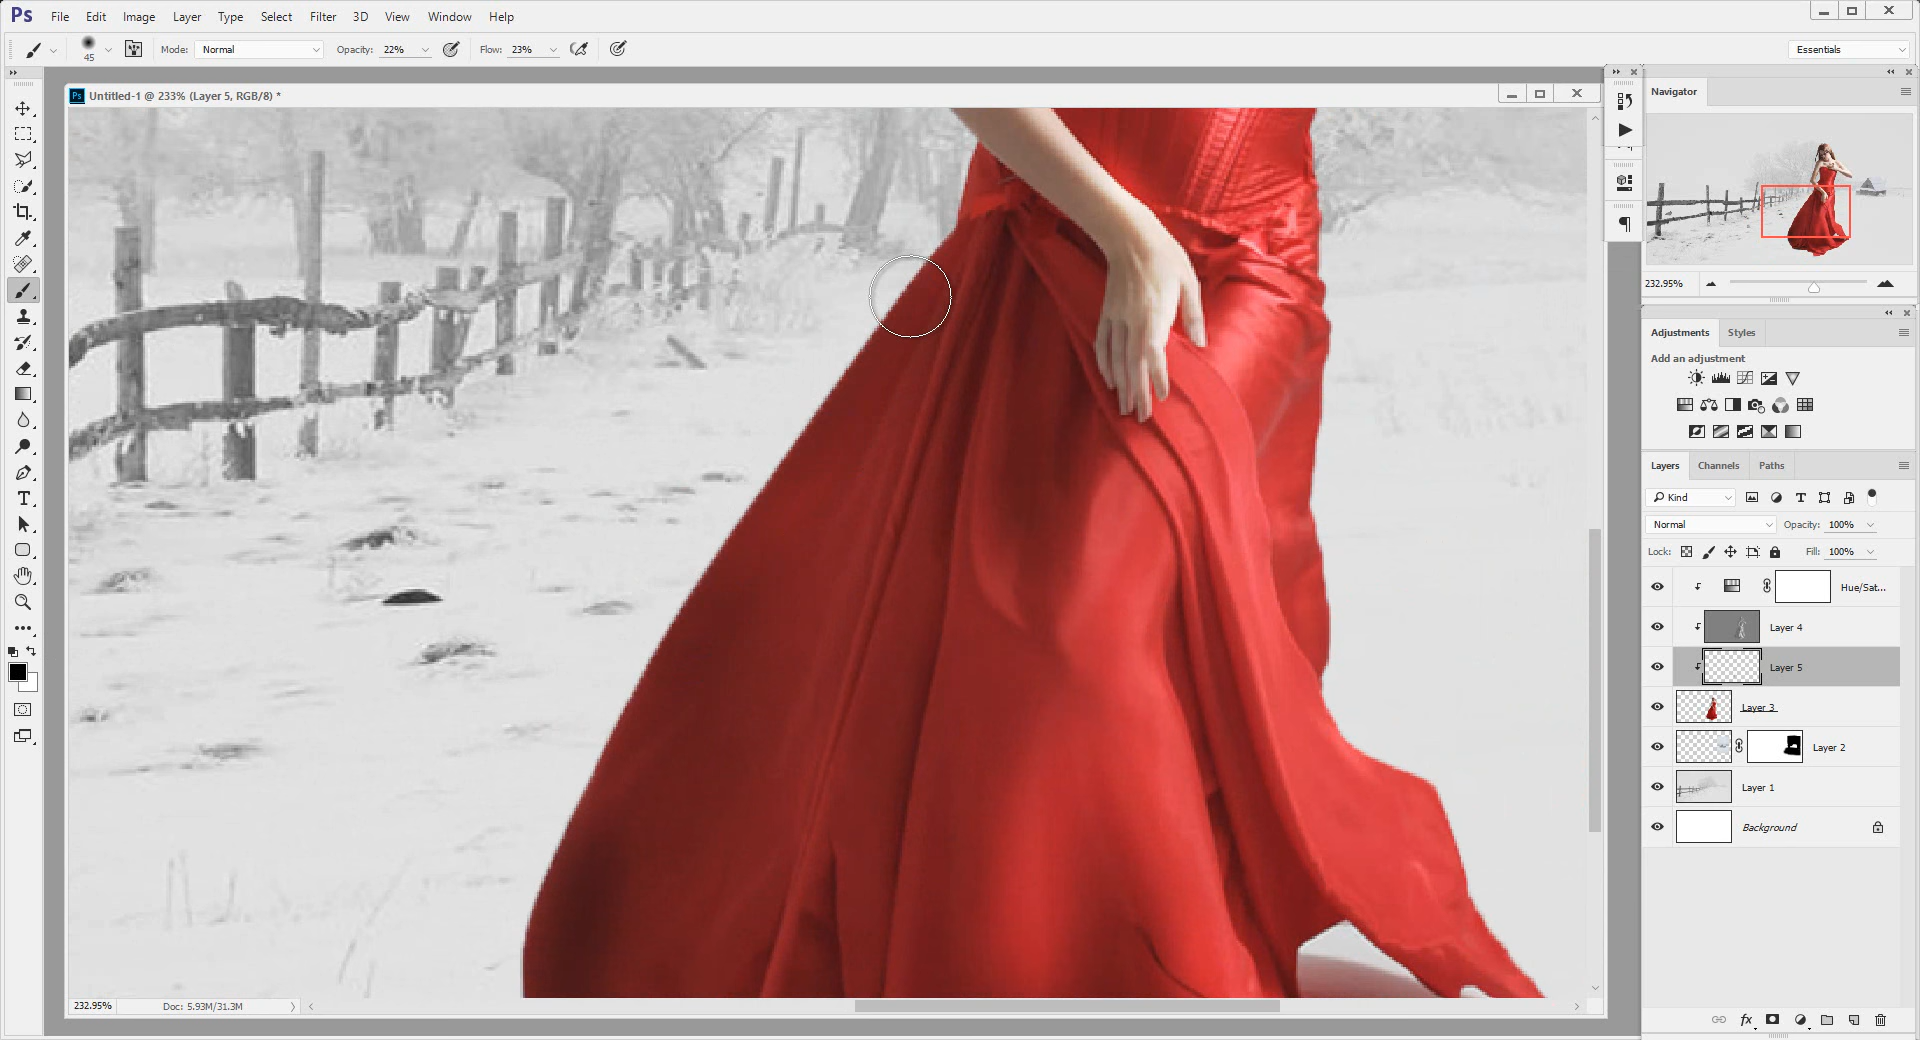 Ps File Edit Image Layer Type Select Filter 3D View Window Help
45 Mode: Normal Opacity: 22% Flow: 23% Essentials
Ps Untitled-1 @ 233% (Layer 5, RGB/8) *
Navigator
232.95%
Adjustments Styles
Add an adjustment
Layers Channels Paths
Kind
Normal Opacity: 100%
Lock: Fill: 100%
Hue/Sat...
Layer 4
Layer 5
Layer 3
Layer 2
Layer 1
Background
fx
232.95% Doc: 5.93M/31.3M